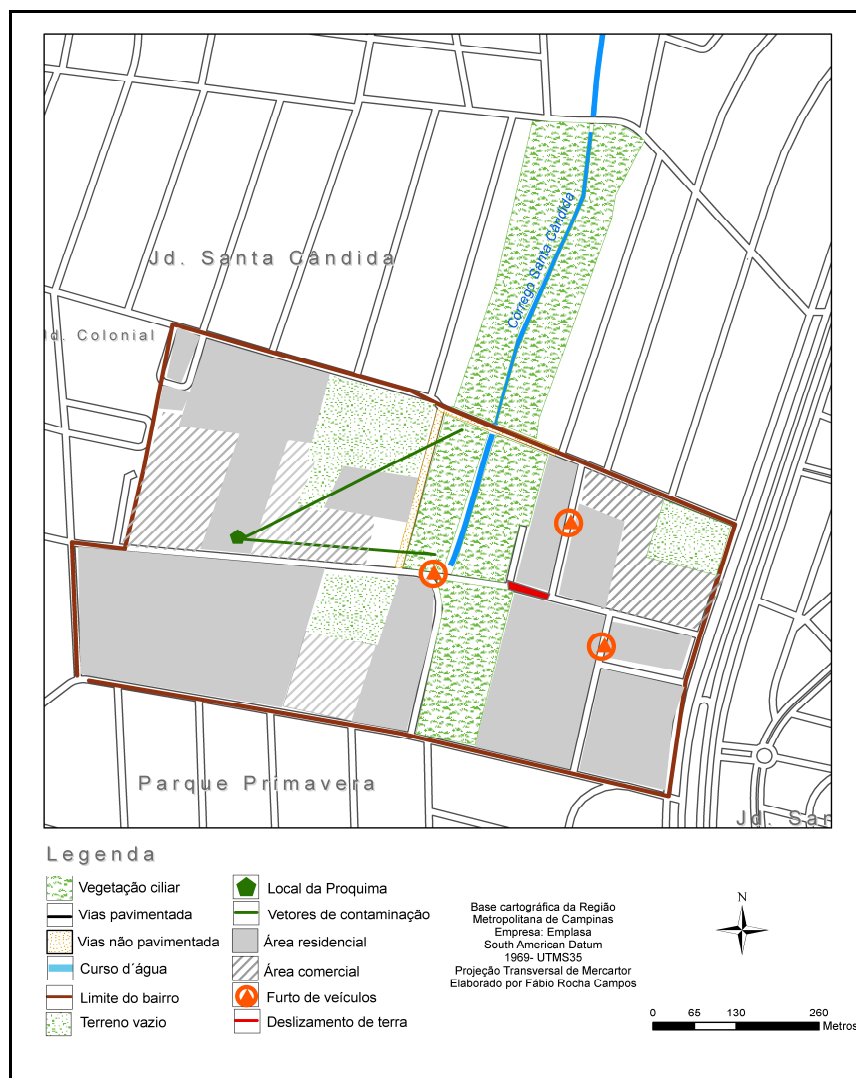 Córrego Santa Cândida
Jd. Santa Cândida
Jd. Colonial
Parque Prímavera
Jd. San
Legenda
Vegetação ciliar
Vias pavimentada
Vias não pavimentada
Curso d´água
Limite do bairro
Terreno vazio
Local da Proquima
Vetores de contaminação
Área residencial
Área comercial
Furto de veículos
Deslizamento de terra
Base cartográfica da Região
Metropolitana de Campinas
Empresa: Emplasa
South American Datum
1969- UTMS35
Projeção Transversal de Mercartor
Elaborado por Fábio Rocha Campos
N
0 65 130 260
Metros